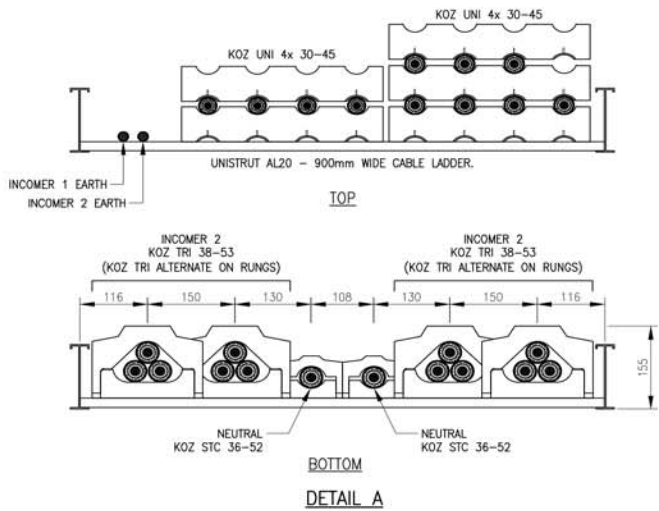 KOZ UNI 4x 30-45
KOZ UNI 4x 30-45
INCOMER 1 EARTH
INCOMER 2 EARTH
UNISTRUT AL20 - 900mm WIDE CABLE LADDER.
TOP
INCOMER 2
KOZ TRI 38-53
(KOZ TRI ALTERNATE ON RUNGS)
INCOMER 2
KOZ TRI 38-53
(KOZ TRI ALTERNATE ON RUNGS)
116 150 130 108 130 150 116
155
NEUTRAL
KOZ STC 36-52
NEUTRAL
KOZ STC 36-52
BOTTOM
DETAIL A